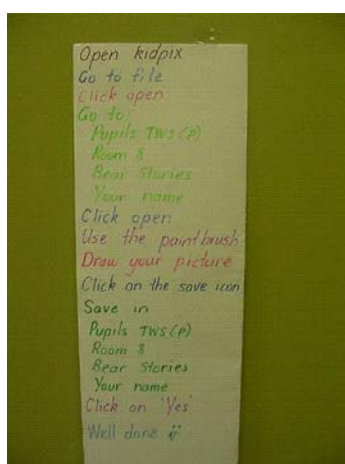 Open kidpix
Go to file
Click open
Go to:
Pupils TWS (P)
Room 8
Bear Stories
Your name
Click open
Use the paintbrush
Draw your picture
Click on the save icon
Save in
Pupils TWS (P)
Room 8
Bear Stories
Your name
Click on 'Yes'
Well done